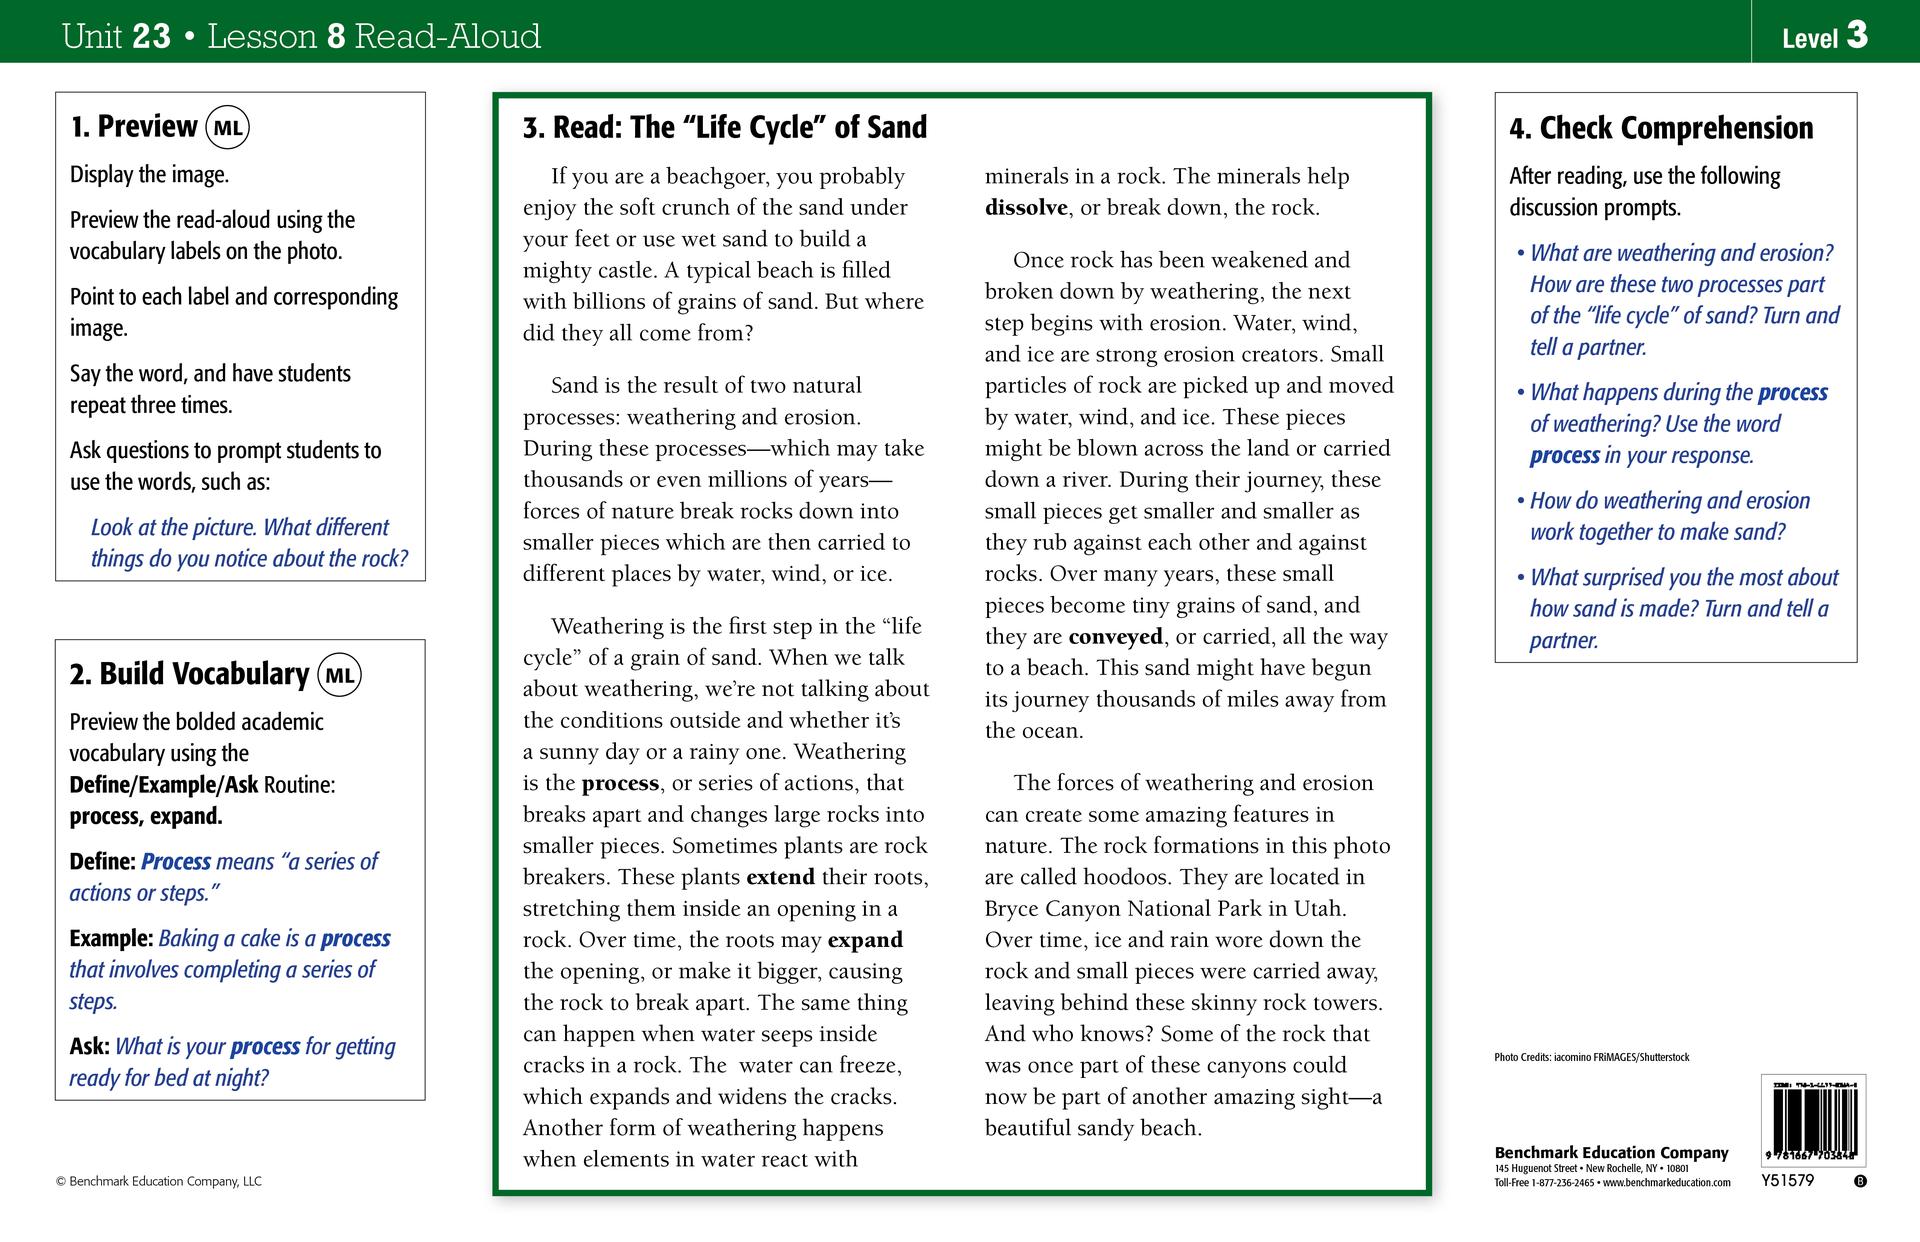 Unit 23 • Lesson 8 Read-Aloud
Level 3
1. Preview ML
Display the image.
Preview the read-aloud using the
vocabulary labels on the photo.
Point to each label and corresponding
image.
Say the word, and have students
repeat three times.
Ask questions to prompt students to
use the words, such as:
Look at the picture. What different
things do you notice about the rock?
2. Build Vocabulary ML
Preview the bolded academic
vocabulary using the
Define/Example/Ask Routine:
process, expand.
Define: Process means “a series of
actions or steps.”
Example: Baking a cake is a process
that involves completing a series of
steps.
Ask: What is your process for getting
ready for bed at night?
© Benchmark Education Company, LLC
3. Read: The “Life Cycle” of Sand
If you are a beachgoer, you probably
enjoy the soft crunch of the sand under
your feet or use wet sand to build a
mighty castle. A typical beach is filled
with billions of grains of sand. But where
did they all come from?
Sand is the result of two natural
processes: weathering and erosion.
During these processes—which may take
thousands or even millions of years—
forces of nature break rocks down into
smaller pieces which are then carried to
different places by water, wind, or ice.
Weathering is the first step in the “life
cycle” of a grain of sand. When we talk
about weathering, we’re not talking about
the conditions outside and whether it’s
a sunny day or a rainy one. Weathering
is the process, or series of actions, that
breaks apart and changes large rocks into
smaller pieces. Sometimes plants are rock
breakers. These plants extend their roots,
stretching them inside an opening in a
rock. Over time, the roots may expand
the opening, or make it bigger, causing
the rock to break apart. The same thing
can happen when water seeps inside
cracks in a rock. The water can freeze,
which expands and widens the cracks.
Another form of weathering happens
when elements in water react with
minerals in a rock. The minerals help
dissolve, or break down, the rock.
Once rock has been weakened and
broken down by weathering, the next
step begins with erosion. Water, wind,
and ice are strong erosion creators. Small
particles of rock are picked up and moved
by water, wind, and ice. These pieces
might be blown across the land or carried
down a river. During their journey, these
small pieces get smaller and smaller as
they rub against each other and against
rocks. Over many years, these small
pieces become tiny grains of sand, and
they are conveyed, or carried, all the way
to a beach. This sand might have begun
its journey thousands of miles away from
the ocean.
The forces of weathering and erosion
can create some amazing features in
nature. The rock formations in this photo
are called hoodoos. They are located in
Bryce Canyon National Park in Utah.
Over time, ice and rain wore down the
rock and small pieces were carried away,
leaving behind these skinny rock towers.
And who knows? Some of the rock that
was once part of these canyons could
now be part of another amazing sight—a
beautiful sandy beach.
4. Check Comprehension
After reading, use the following
discussion prompts.
• What are weathering and erosion?
How are these two processes part
of the “life cycle” of sand? Turn and
tell a partner.
• What happens during the process
of weathering? Use the word
process in your response.
• How do weathering and erosion
work together to make sand?
• What surprised you the most about
how sand is made? Turn and tell a
partner.
Photo Credits: iacomino FRiMAGES/Shutterstock
Benchmark Education Company
145 Huguenot Street • New Rochelle, NY • 10801
Toll-Free 1-877-236-2465 • www.benchmarkeducation.com
Y51579
B